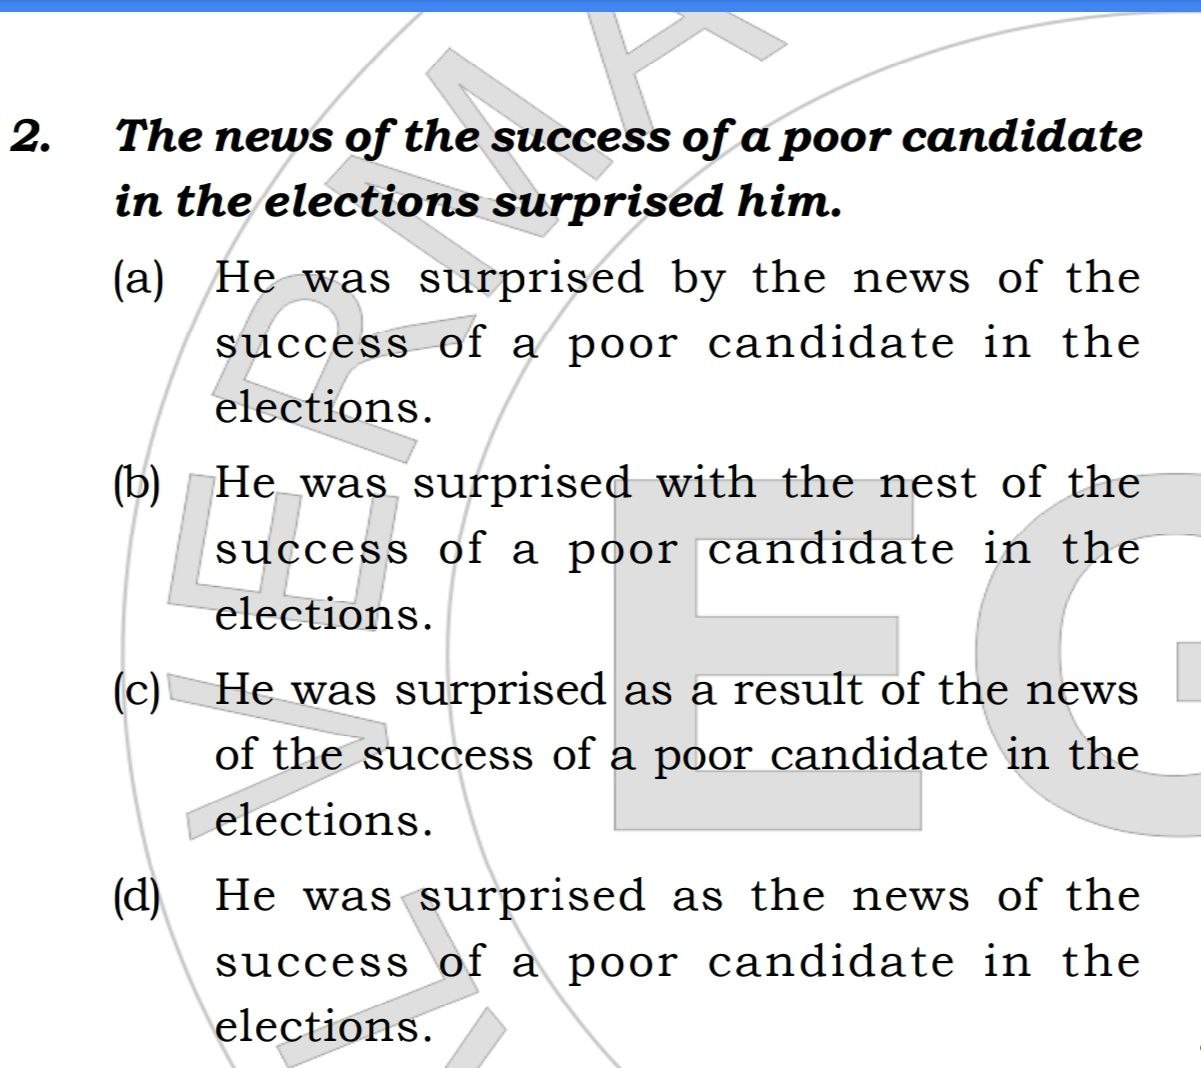 2. The news of the success of a poor candidate
in the elections surprised him.
(a) He was surprised by the news of the
success of a poor candidate in the
elections.
(b) He was surprised with the nest of the
success of a poor candidate in the
elections.
(c) He was surprised as a result of the news
of the success of a poor candidate in the
elections.
(d) He was surprised as the news of the
success of a poor candidate in the
elections.
VERMA
EG